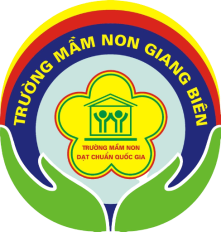 TRƯỜNG MẦM NON GIANG BIÊN
TRƯỜNG MẦM NON
ĐẠT CHUẨN QUỐC GIA